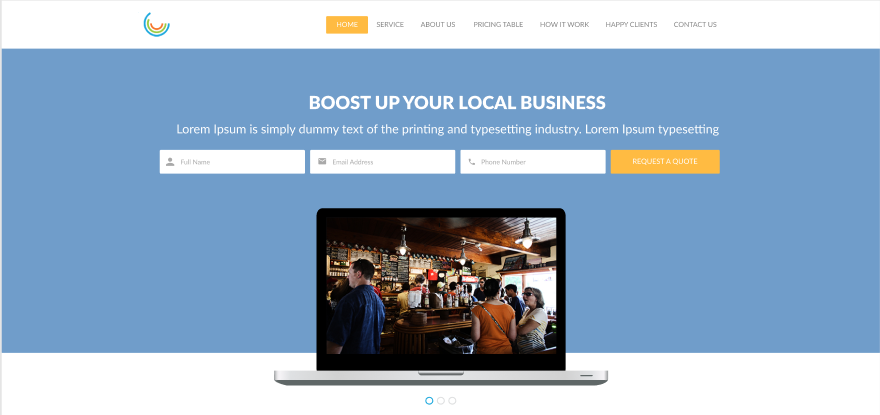 HOME SERVICE ABOUT US PRICING TABLE HOW IT WORK HAPPY CLIENTS CONTACT US
BOOST UP YOUR LOCAL BUSINESS
Lorem Ipsum is simply dummy text of the printing and typesetting industry. Lorem Ipsum typesetting
Full Name Email Address Phone Number REQUEST A QUOTE